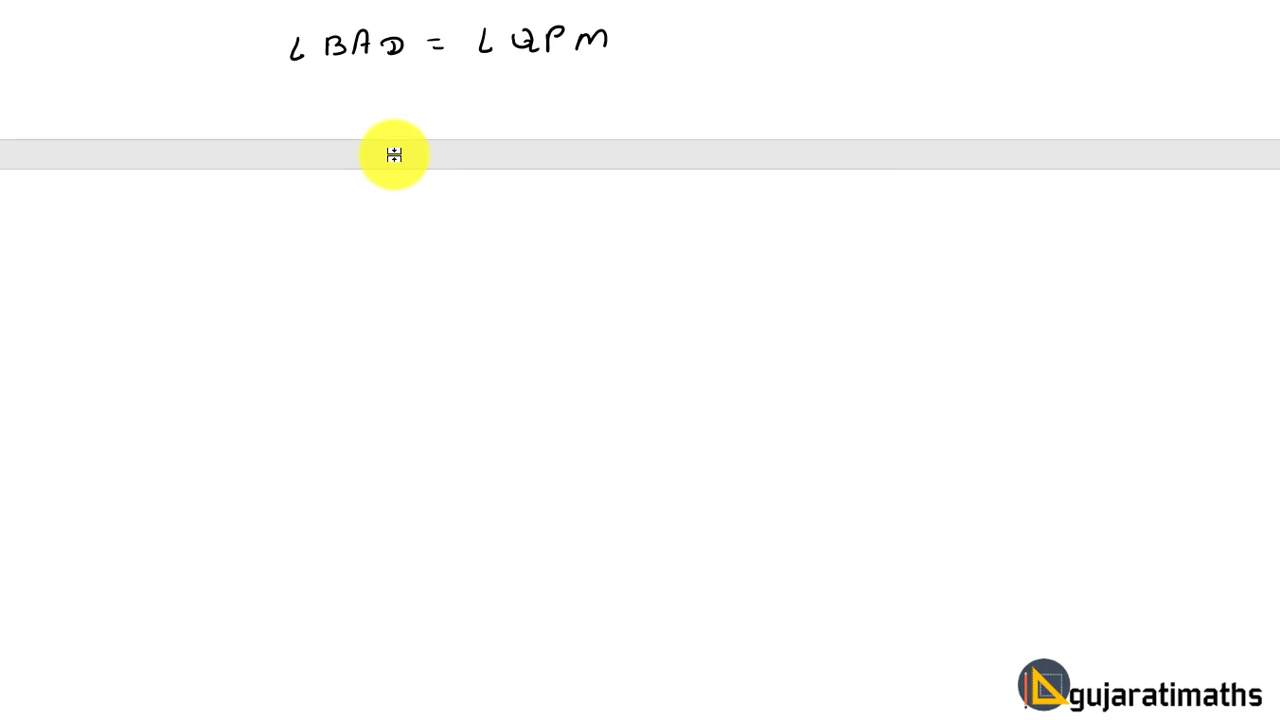 ∠ BAD = ∠ QPM
gujaratimaths